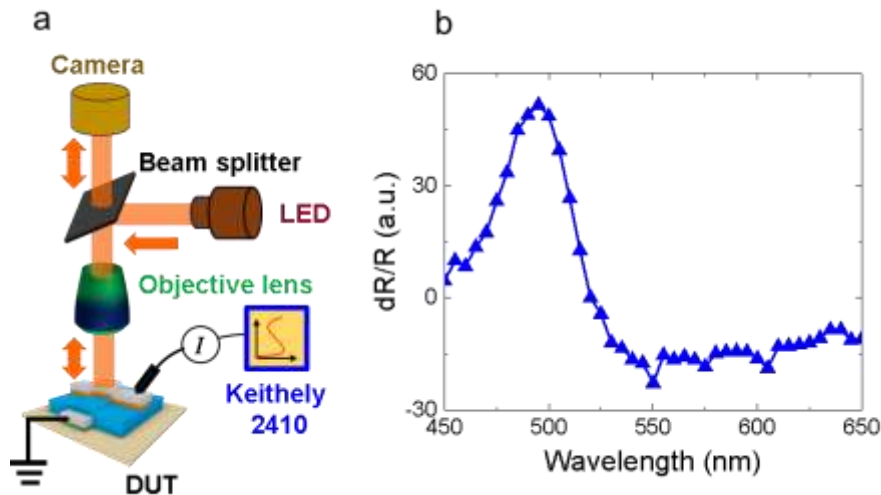 a
Camera
Beam splitter
LED
Objective lens
I
Keithely
2410
DUT
b
60
30
0
-30
dR/R (a.u.)
450
500
550
600
650
Wavelength (nm)